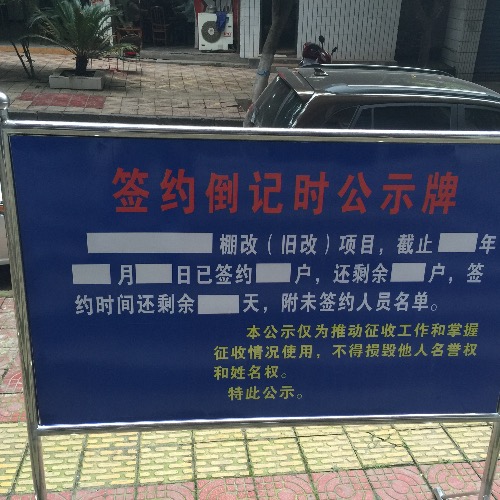 签约倒记时公示牌
棚改（旧改）项目，截止 年
月 日已签约 户，还剩余 户，签
约时间还剩余 天，附未签约人员名单。
本公示仅为推动征收工作和掌握
征收情况使用，不得损毁他人名誉权
和姓名权。
特此公示。